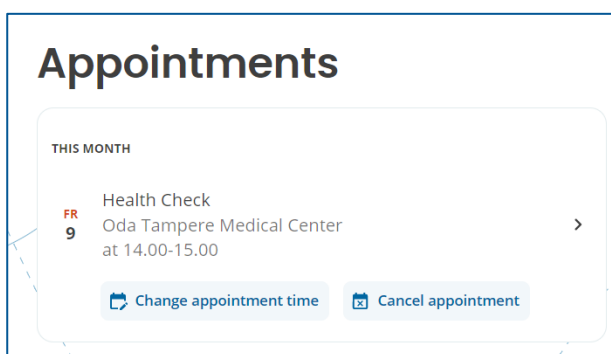 Appointments
THIS MONTH
FR
9
Health Check
Oda Tampere Medical Center
at 14.00-15.00
Change appointment time
Cancel appointment